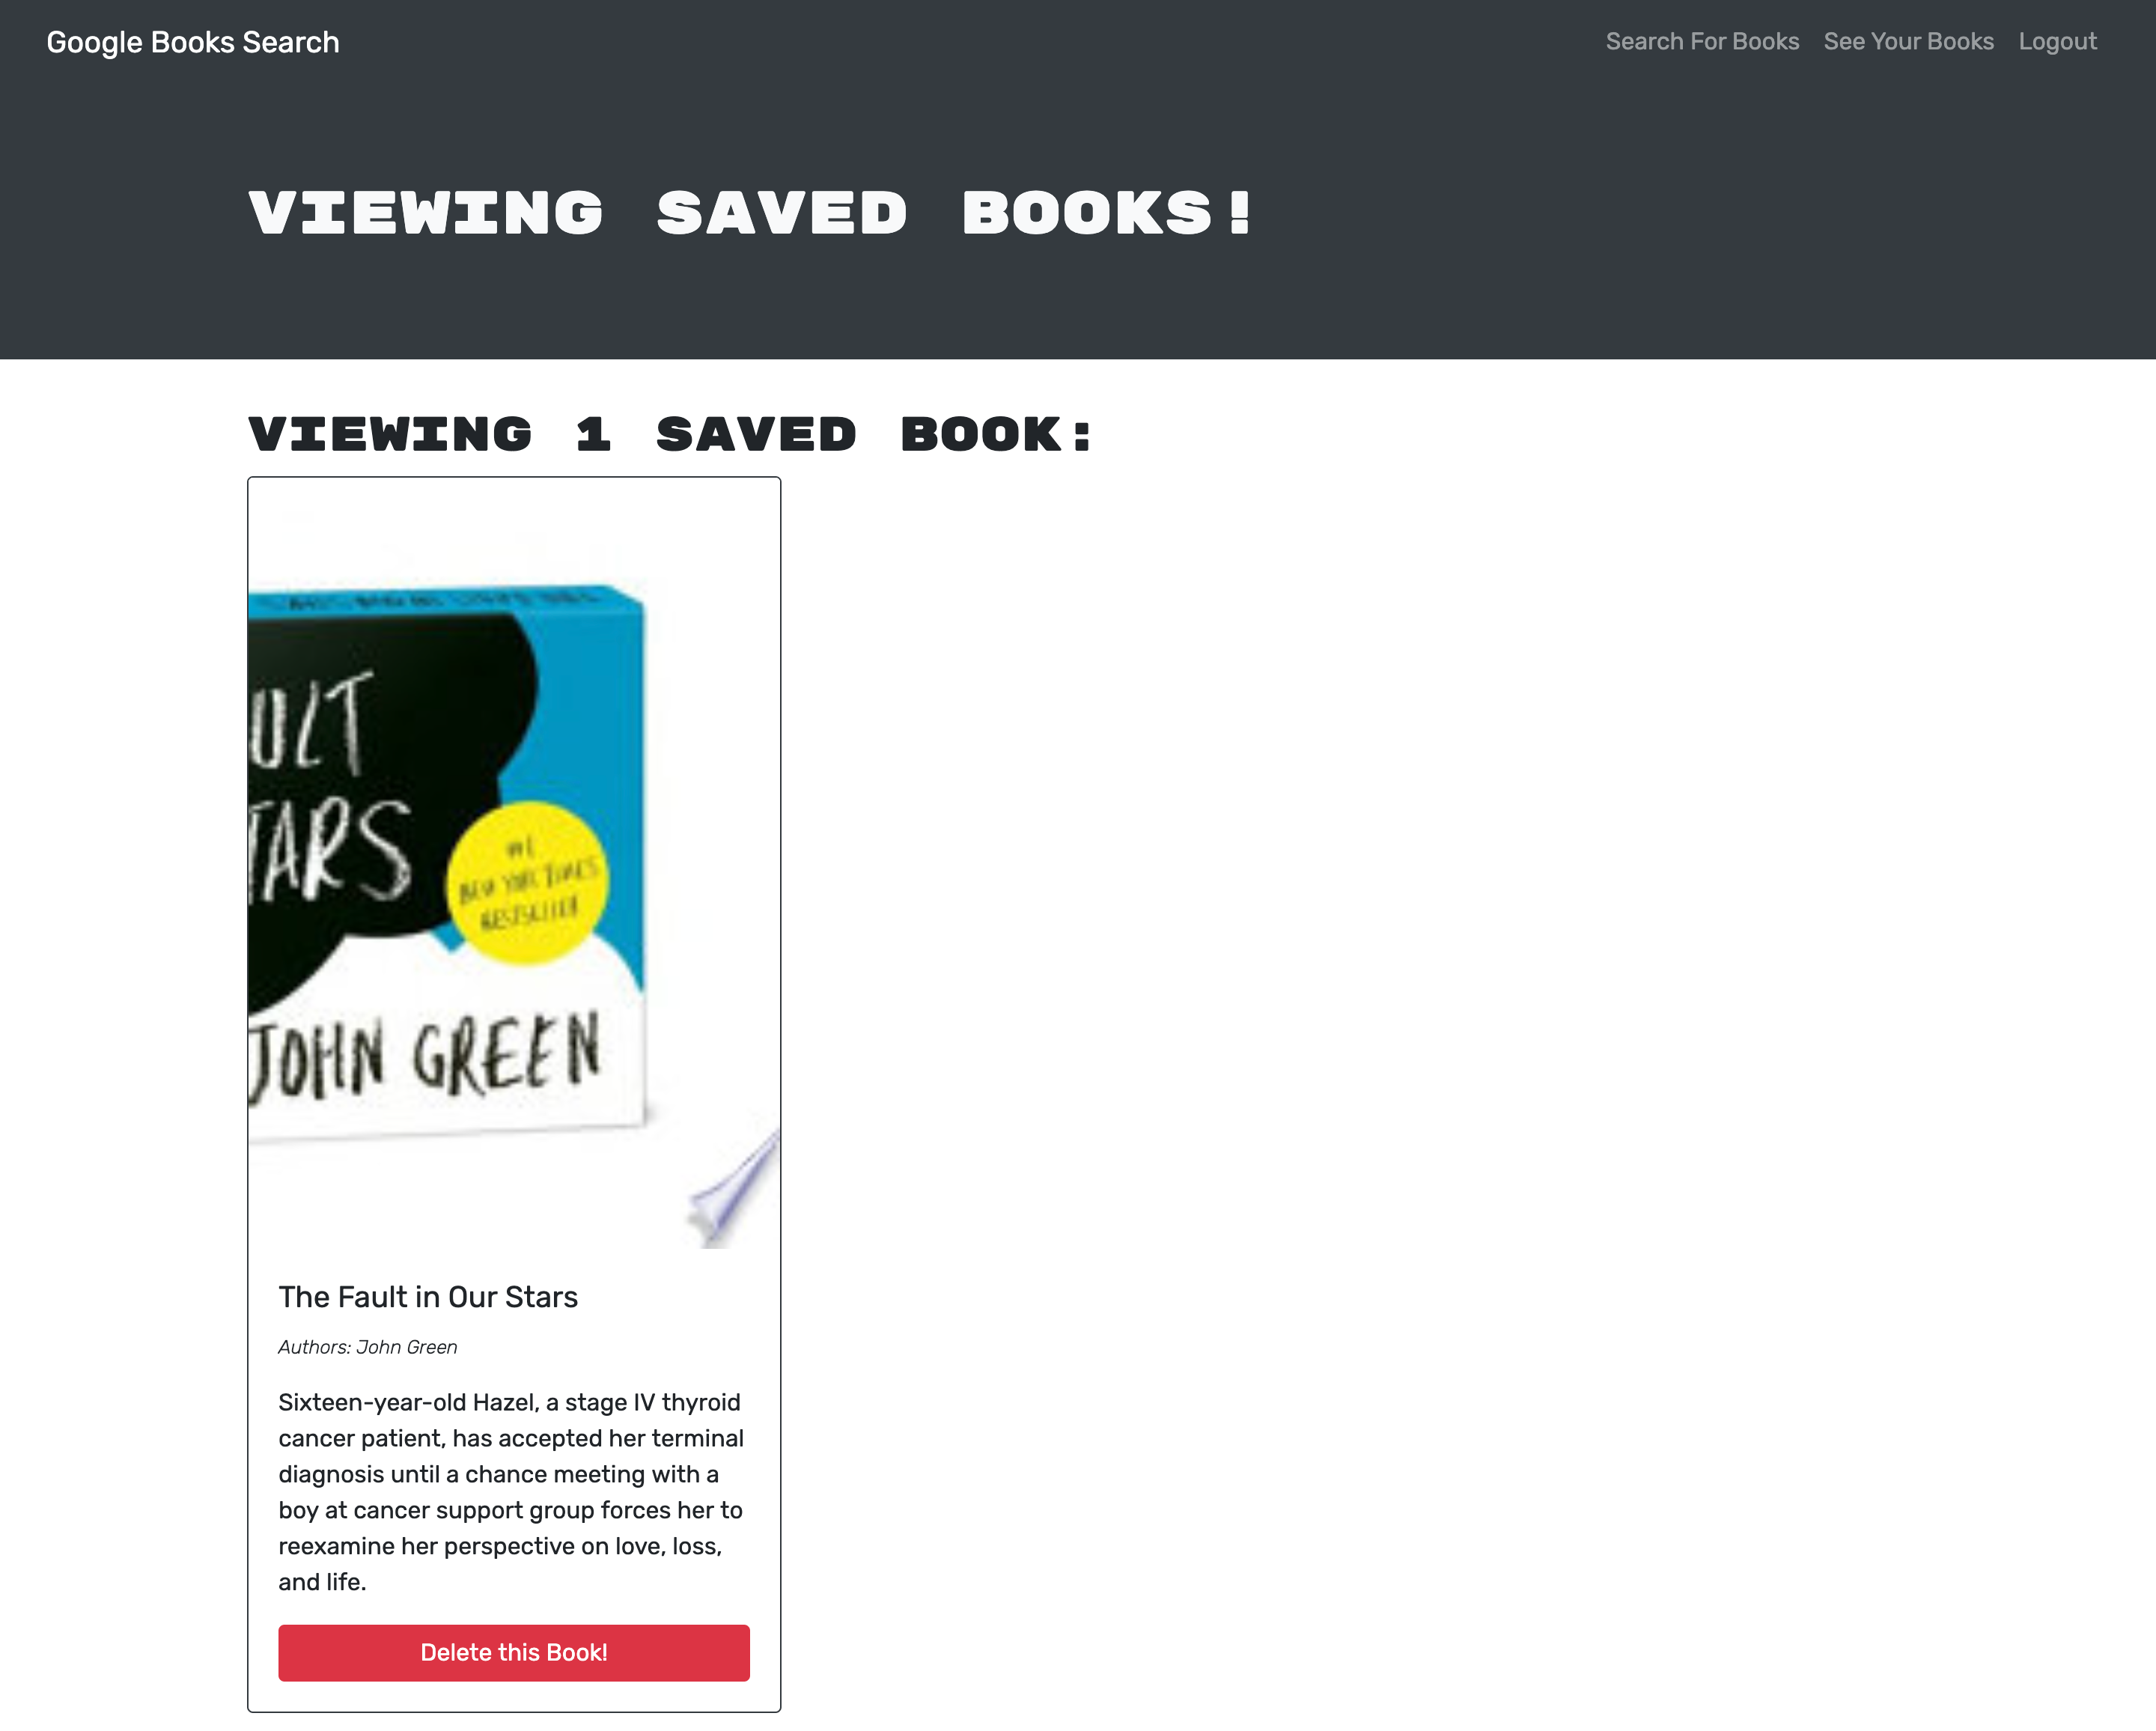 Google Books Search
Search For Books See Your Books Logout
VIEWING SAVED BOOKS!
VIEWING 1 SAVED BOOK:
ULT
TARS
NEW YORK TIMES
BESTSELLER
JOHN GREEN
The Fault in Our Stars
Authors: John Green
Sixteen-year-old Hazel, a stage IV thyroid
cancer patient, has accepted her terminal
diagnosis until a chance meeting with a
boy at cancer support group forces her to
reexamine her perspective on love, loss,
and life.
Delete this Book!